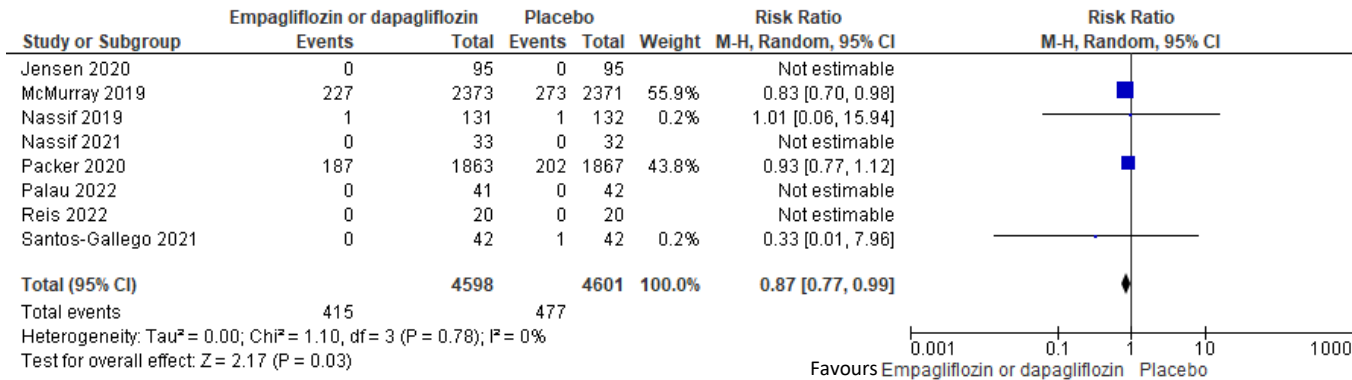 Empagliflozin or dapagliflozin Placebo Risk Ratio Risk Ratio
Study or Subgroup Events Total Events Total Weight M-H, Random, 95% CI M-H, Random, 95% CI
Jensen 2020 0 95 0 95 Not estimable
McMurray 2019 227 2373 273 2371 55.9% 0.83 [0.70, 0.98]
Nassif 2019 1 131 1 132 0.2% 1.01 [0.06, 15.94]
Nassif 2021 0 33 0 32 Not estimable
Packer 2020 187 1863 202 1867 43.8% 0.93 [0.77, 1.12]
Palau 2022 0 41 0 42 Not estimable
Reis 2022 0 20 0 20 Not estimable
Santos-Gallego 2021 0 42 1 42 0.2% 0.33 [0.01, 7.96]
Total (95% CI) 4598 4601 100.0% 0.87 [0.77, 0.99]
Total events 415 477
Heterogeneity: Tau² = 0.00; Chi² = 1.10, df = 3 (P = 0.78); I² = 0%
Test for overall effect: Z = 2.17 (P = 0.03)
0.001 0.1 1 10 1000
Favours Empagliflozin or dapagliflozin Placebo